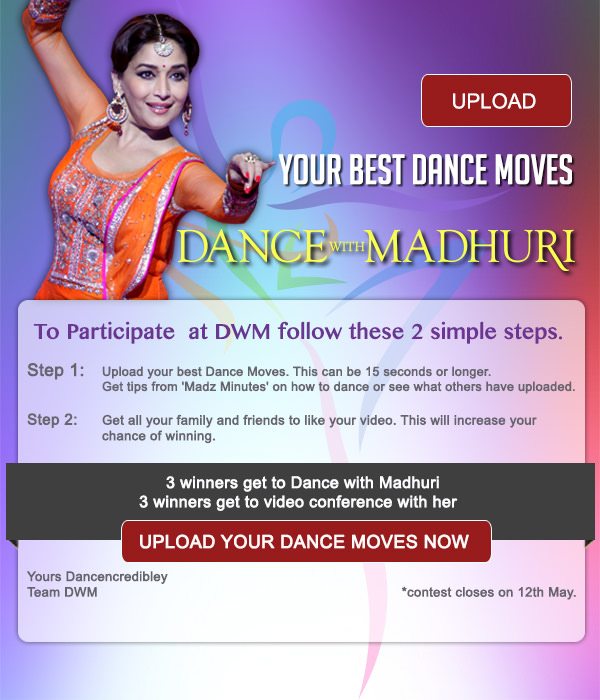 UPLOAD
YOUR BEST DANCE MOVES
DANCE WITH MADHURI
To Participate at DWM follow these 2 simple steps.
Step 1: Upload your best Dance Moves. This can be 15 seconds or longer.
Get tips from 'Madz Minutes' on how to dance or see what others have uploaded.
Step 2: Get all your family and friends to like your video. This will increase your
chance of winning.
3 winners get to Dance with Madhuri
3 winners get to video conference with her
UPLOAD YOUR DANCE MOVES NOW
Yours Dancencredibley
Team DWM
*contest closes on 12th May.